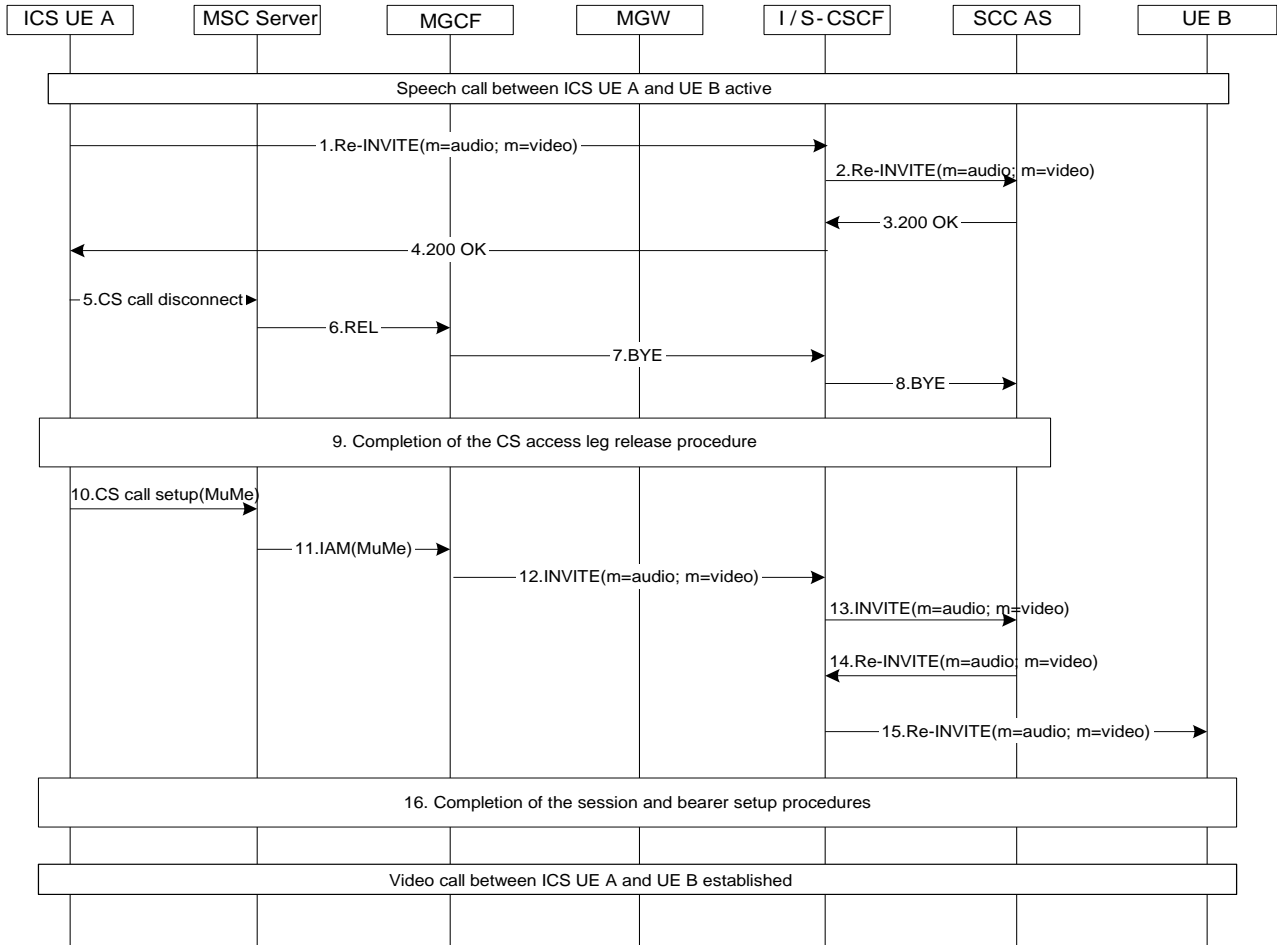 ICS UE A
MSC Server
MGCF
MGW
I / S-CSCF
SCC AS
UE B
Speech call between ICS UE A and UE B active
1.Re-INVITE(m=audio; m=video)
2.Re-INVITE(m=audio; m=video)
3.200 OK
4.200 OK
5.CS call disconnect
6.REL
7.BYE
8.BYE
9. Completion of the CS access leg release procedure
10.CS call setup(MuMe)
11.IAM(MuMe)
12.INVITE(m=audio; m=video)
13.INVITE(m=audio; m=video)
14.Re-INVITE(m=audio; m=video)
15.Re-INVITE(m=audio; m=video)
16. Completion of the session and bearer setup procedures
Video call between ICS UE A and UE B established